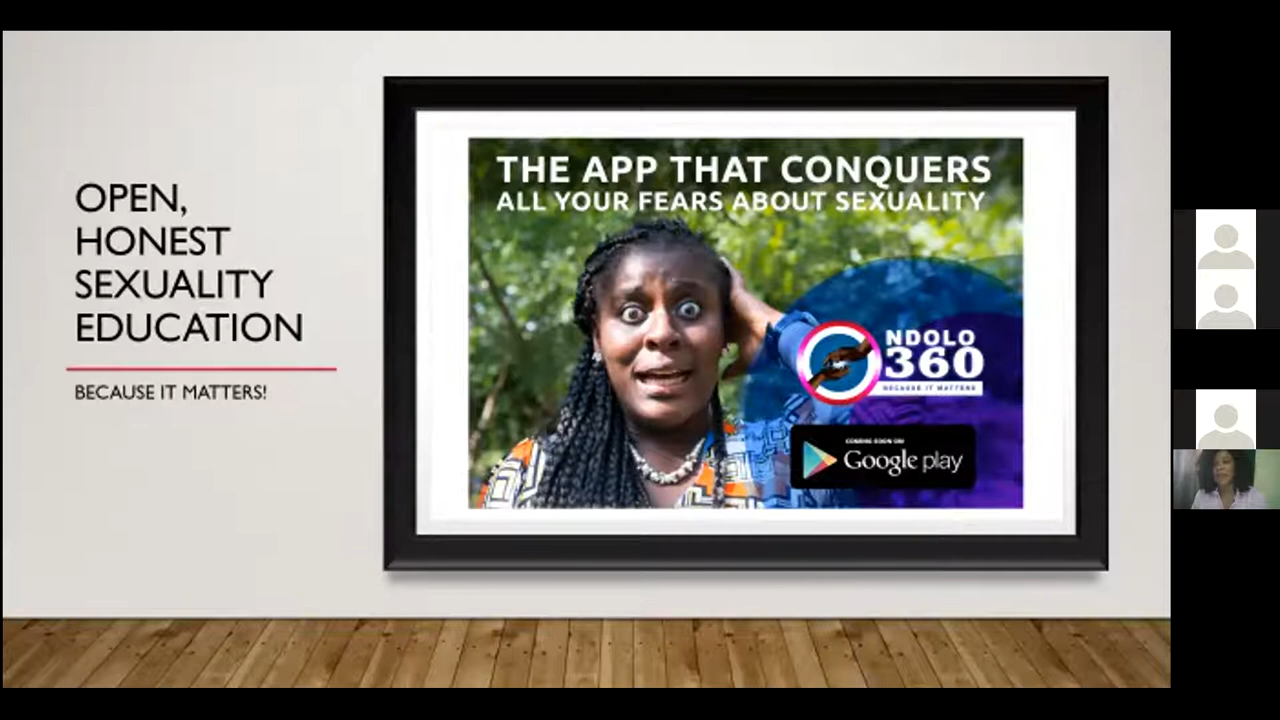 OPEN,
HONEST
SEXUALITY
EDUCATION
BECAUSE IT MATTERS!
THE APP THAT CONQUERS
ALL YOUR FEARS ABOUT SEXUALITY
NDOLO
360
BECAUSE IT MATTERS
COMING SOON ON
Google play